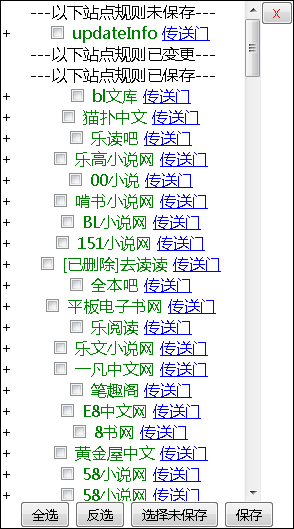 ---以下站点规则未保存---
X
+ updateInfo 传送门
---以下站点规则已变更---
---以下站点规则已保存---
+ bl文库 传送门
+ 猫扑中文 传送门
+ 乐读吧 传送门
+ 乐高小说网 传送门
+ 00小说 传送门
+ 啃书小说网 传送门
+ BL小说网 传送门
+ 151小说网 传送门
+ [已删除]去读读 传送门
+ 全本吧 传送门
+ 平板电子书网 传送门
+ 乐阅读 传送门
+ 乐文小说网 传送门
+ 一凡中文网 传送门
+ 笔趣阁 传送门
+ E8中文网 传送门
+ 8书网 传送门
+ 黄金屋中文 传送门
+ 58小说网 传送门
+ 58小说网 传送门
全选 反选 选择未保存 保存